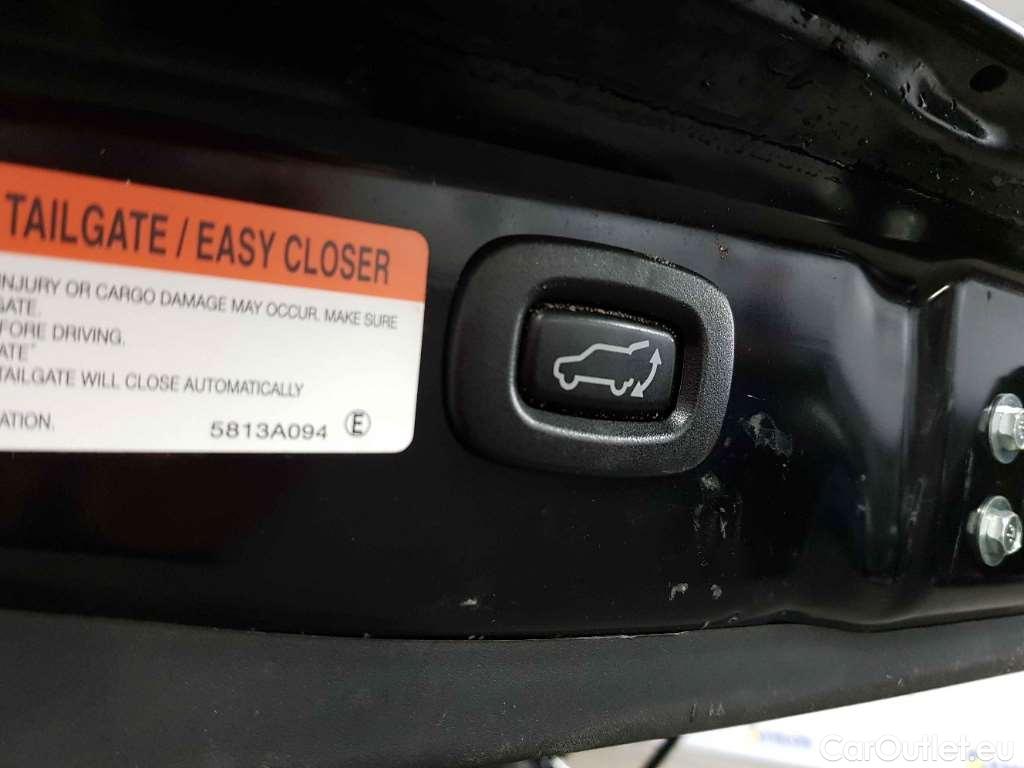 TAILGATE / EASY CLOSER
INJURY OR CARGO DAMAGE MAY OCCUR. MAKE SURE
GATE.
EFORE DRIVING.
ATE"
TAILGATE WILL CLOSE AUTOMATICALLY
ATION.
5813A094 E
CarOutlet.eu